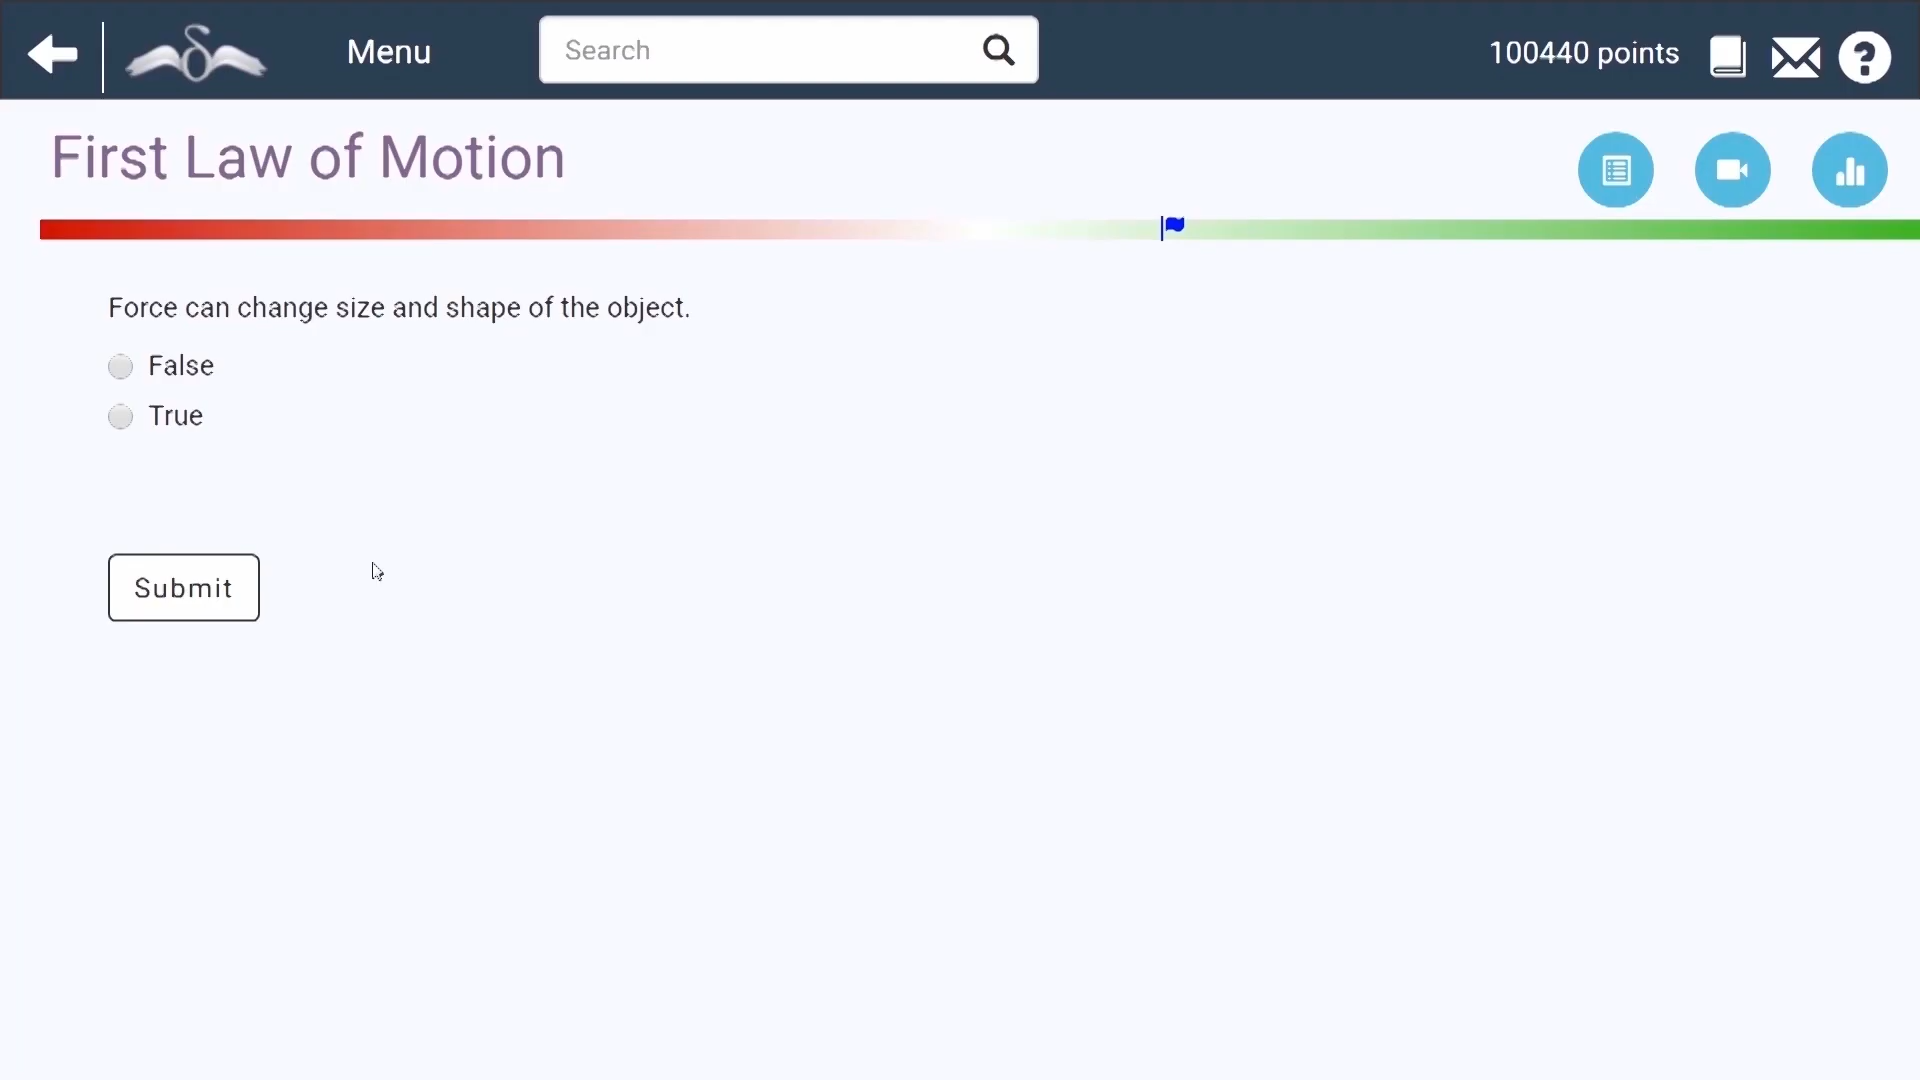 Menu
Search
100440 points
First Law of Motion
Force can change size and shape of the object.
False
True
Submit